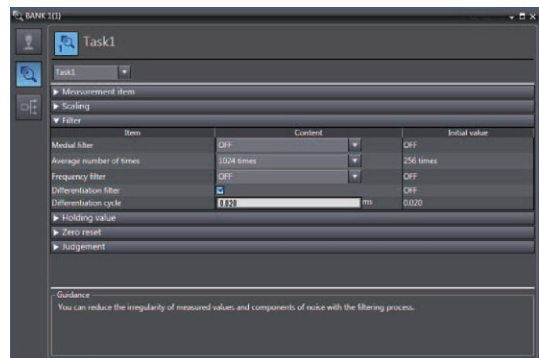 BANK 1(1)
1
Task1
Task1
Measurement item
Scaling
Filter
Item Content Initial value
Medial filter OFF OFF
Average number of times 1024 times 256 times
Frequency filter OFF OFF
Differentiation filter OFF
Differentiation cycle 0.020 ms 0.020
Holding value
Zero reset
Judgement
Guidance
You can reduce the irregularity of measured values and components of noise with the filtering process.